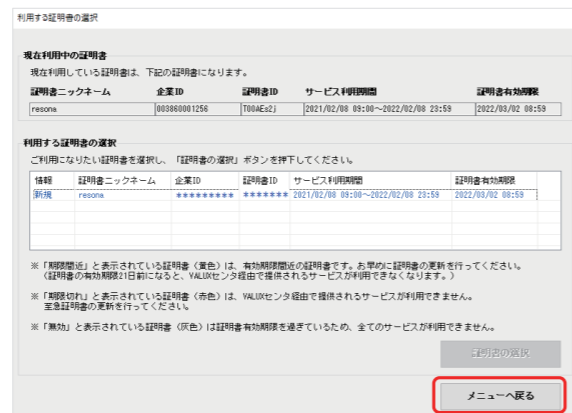 利用する証明書の選択
現在利用中の証明書
現在利用している証明書は、下記の証明書になります。
証明書ニックネーム 企業ID 証明書ID サービス利用期間 証明書有効期限
resona 003860001256 T00AEs2j 2021/02/08 09:00～2022/02/08 23:59 2022/03/02 08:59
利用する証明書の選択
ご利用になりたい証明書を選択し、「証明書の選択」ボタンを押下してください。
情報 証明書ニックネーム 企業ID 証明書ID サービス利用期間 証明書有効期限
新規 resona ********* ******* 2021/02/08 09:00～2022/02/08 23:59 2022/03/02 08:59
※「期限間近」と表示されている証明書（黄色）は、有効期限間近の証明書です。お早めに証明書の更新を行ってください。
（証明書の有効期限21日前になると、VALUXセンタ経由で提供されるサービスが利用できなくなります。）
※「期限切れ」と表示されている証明書（赤色）は、VALUXセンタ経由で提供されるサービスが利用できません。
至急証明書の更新を行ってください。
※「無効」と表示されている証明書（灰色）は証明書有効期限を過ぎているため、全てのサービスが利用できません。
証明書の選択
メニューへ戻る